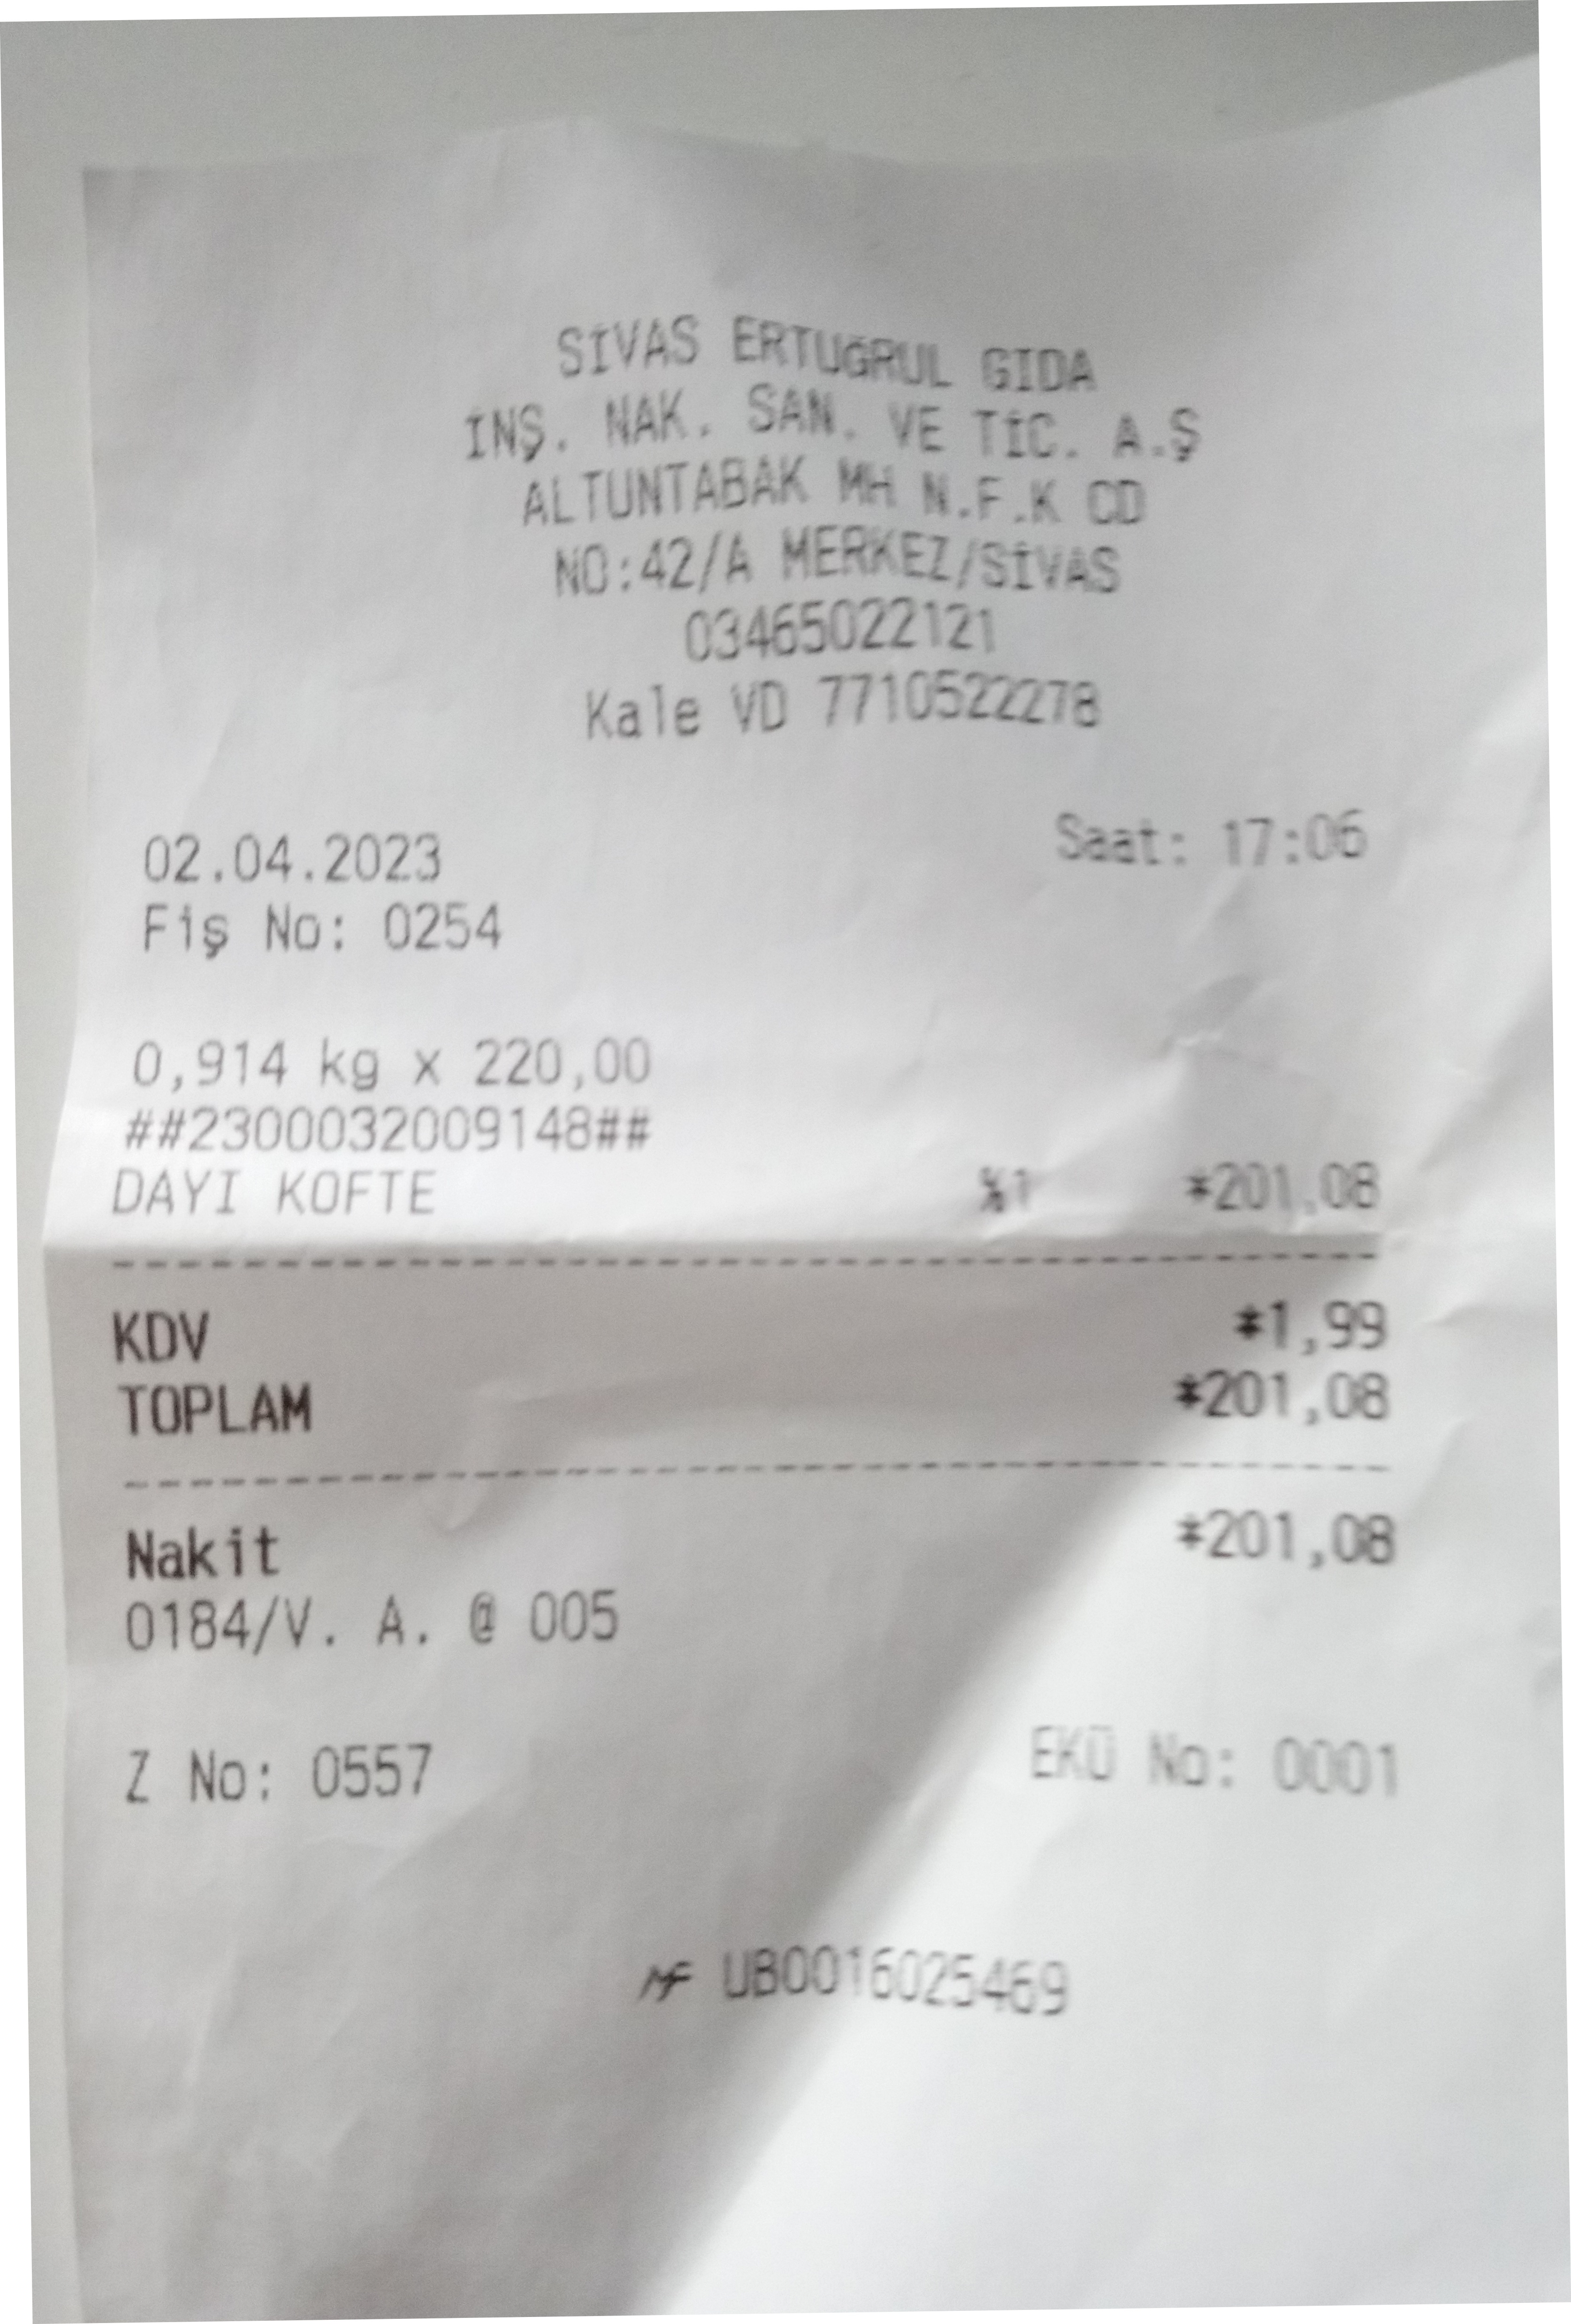 SİVAS ERTUĞRUL GIDA
İNŞ. NAK. SAN. VE TİC. A.Ş
ALTUNTABAK MH N.F.K CD
NO:42/A MERKEZ/SİVAS
03465022121
Kale VD 7710522278
02.04.2023 Saat: 17:06
Fiş No: 0254
0,914 kg x 220,00
##2300032009148##
DAYI KOFTE %1 *201,08
KDV *1,99
TOPLAM *201,08
Nakit *201,08
0184/V. A. @ 005
Z No: 0557 EKÜ No: 0001
MF UB0016025469